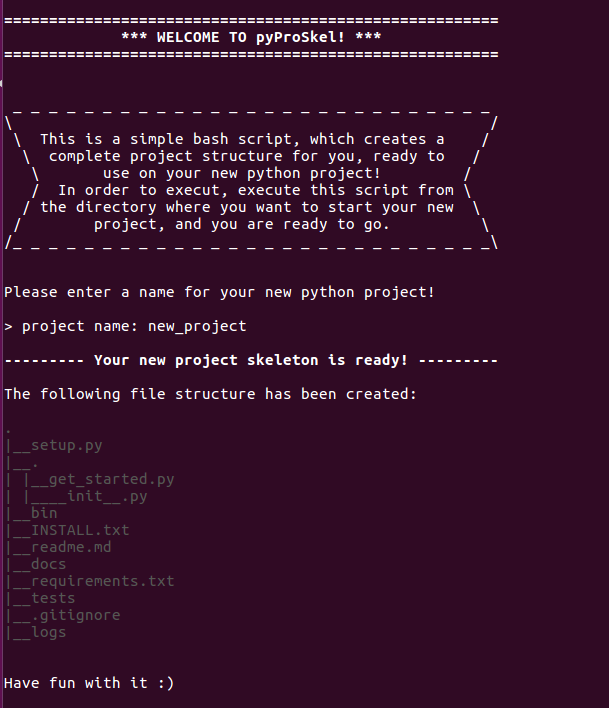 =======================================================
*** WELCOME TO pyProSkel! ***
=======================================================
_ _ _ _ _ _ _ _ _ _ _ _ _ _ _ _ _ _ _ _ _ _ _ _ _ _ _
\ /
\ This is a simple bash script, which creates a /
\ complete project structure for you, ready to /
\ use on your new python project! /
/ In order to execut, execute this script from \
/ the directory where you want to start your new \
/ project, and you are ready to go. \
/_ _ _ _ _ _ _ _ _ _ _ _ _ _ _ _ _ _ _ _ _ _ _ _ _ _ _\
Please enter a name for your new python project!
> project name: new_project
--------- Your new project skeleton is ready! ---------
The following file structure has been created:
.
|__setup.py
|__.
| |__get_started.py
| |____init__.py
|__bin
|__INSTALL.txt
|__readme.md
|__docs
|__requirements.txt
|__tests
|__.gitignore
|__logs
Have fun with it :)